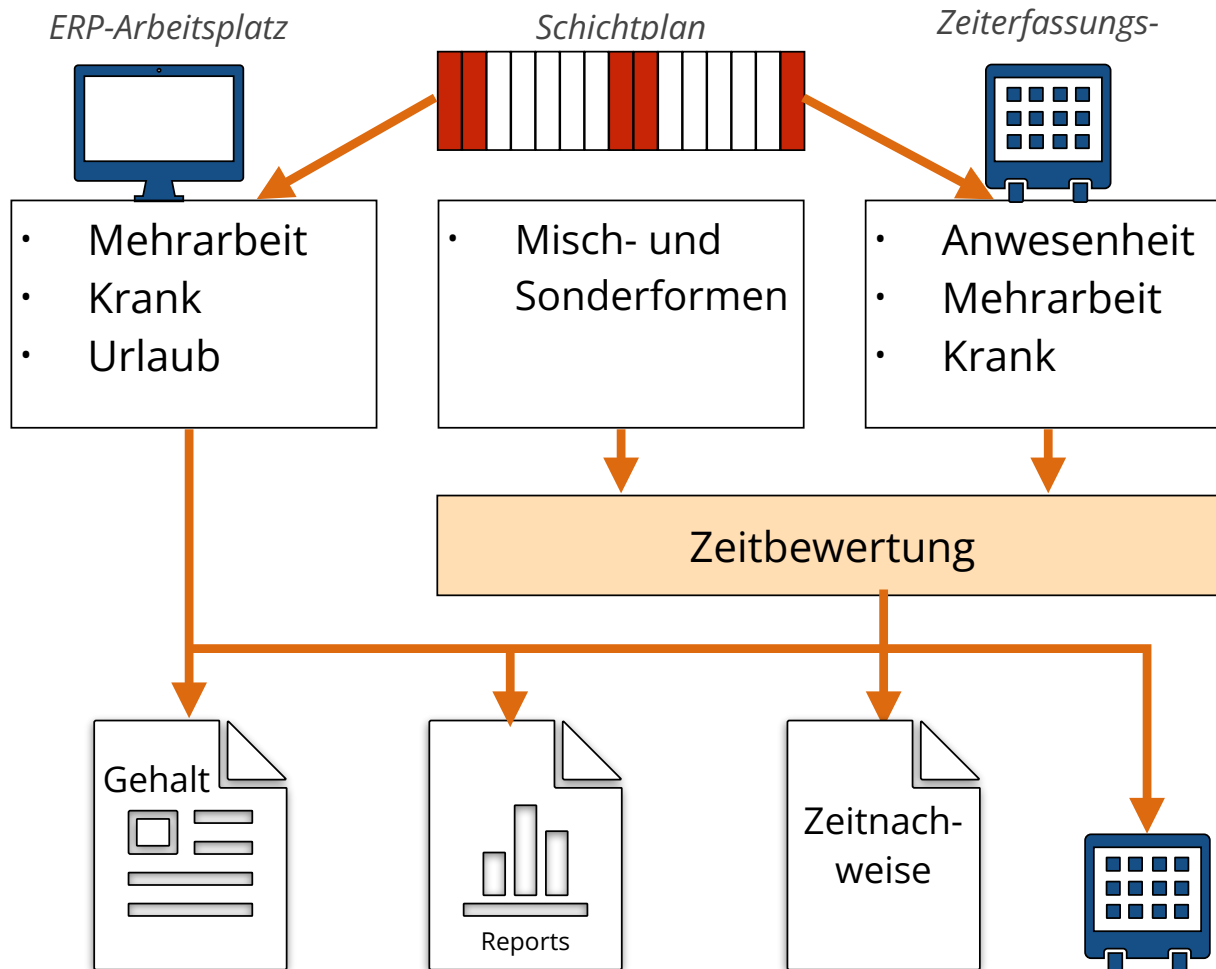 ERP-Arbeitsplatz
Schichtplan
Zeiterfassungs-
• Mehrarbeit
• Krank
• Urlaub
• Misch- und
Sonderformen
• Anwesenheit
• Mehrarbeit
• Krank
Zeitbewertung
Gehalt
Reports
Zeitnach-
weise